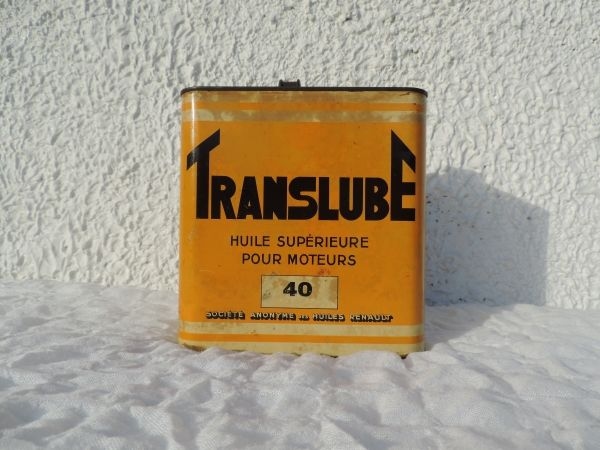 TRANSLUBE
HUILE SUPÉRIEURE
POUR MOTEURS
40
SOCIÉTÉ ANONYME DES HUILES RENAULT